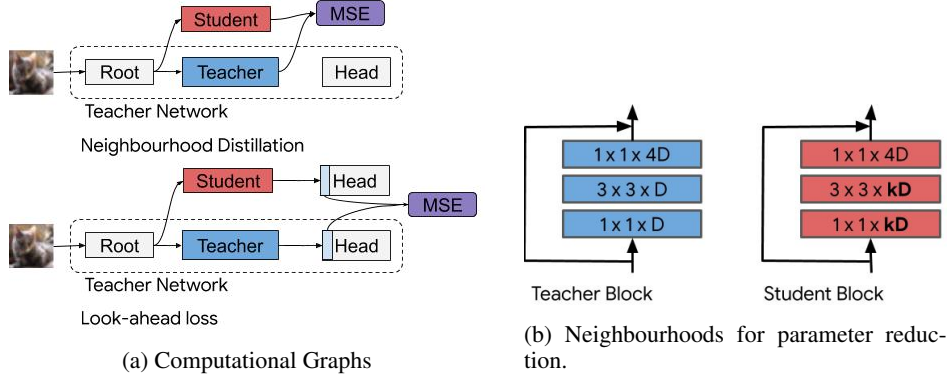 Student
MSE
Root
Teacher
Head
Teacher Network
Neighbourhood Distillation
Student
Head
MSE
Root
Teacher
Head
Teacher Network
Look-ahead loss
(a) Computational Graphs
1 x 1 x 4D
3 x 3 x D
1 x 1 x D
Teacher Block
1 x 1 x 4D
3 x 3 x kD
1 x 1 x kD
Student Block
(b) Neighbourhoods for parameter reduc-
tion.